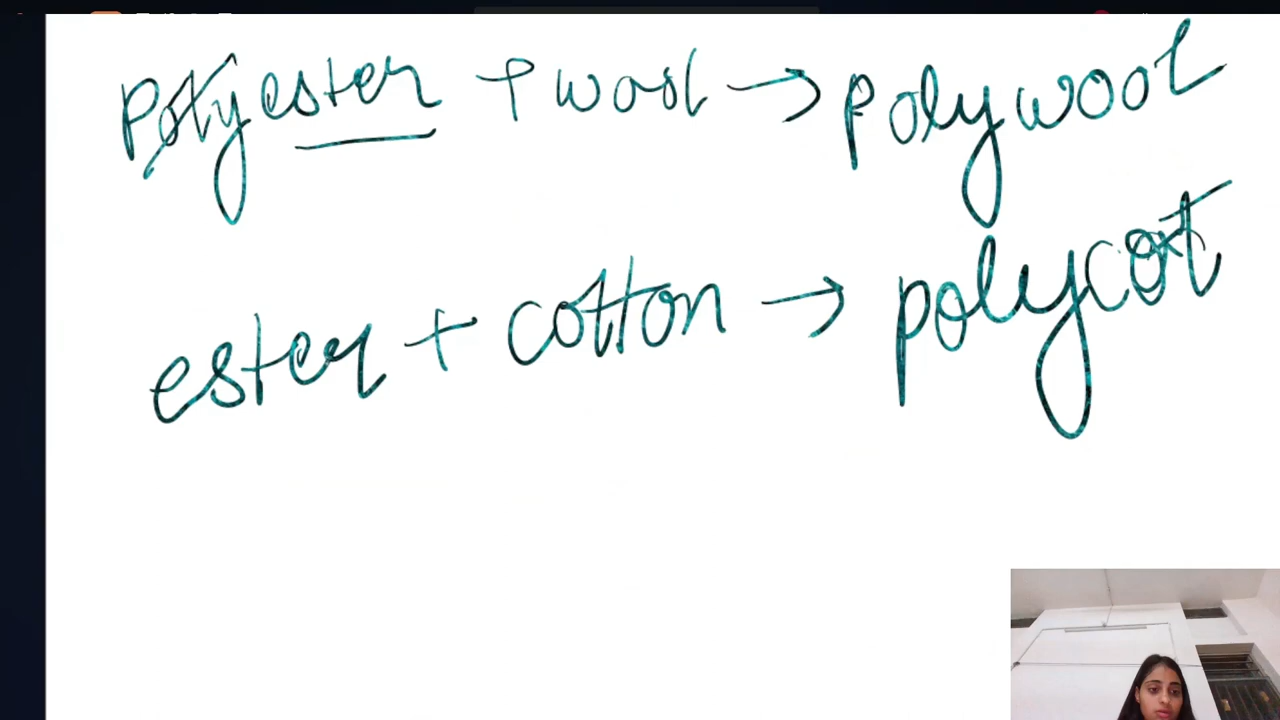 Polyester + wool → polywool
ester + cotton → polycot